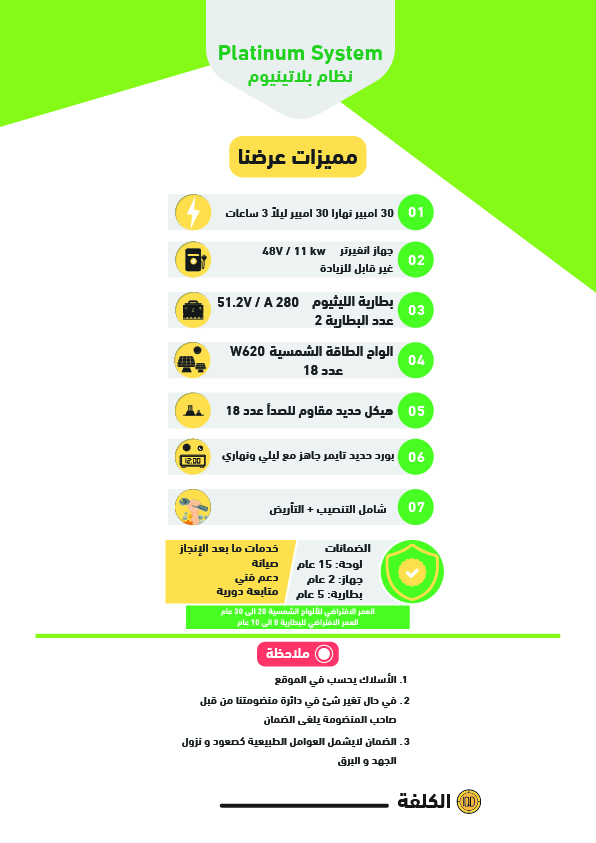 Platinum System
نظام بلاتينيوم
مميزات عرضنا
30 امبير نهارا 30 امبير ليلاً 3 ساعات
01
جهاز انفيرتر 48V / 11 kw
غير قابل للزيادة
02
بطارية الليثيوم 51.2V / A 280
عدد البطارية 2
03
الواح الطاقة الشمسية W620
عدد 18
04
هيكل حديد مقاوم للصدأ عدد 18
05
بورد حديد تايمر جاهز مع ليلي ونهاري
06
12:00
شامل التنصيب + التأريض
07
الضمانات
لوحة: 15 عام
جهاز: 2 عام
بطارية: 5 عام
خدمات ما بعد الإنجاز
صيانة
دعم فني
متابعة دورية
العمر الافتراضي للألواح الشمسية 20 الى 30 عام
العمر الافتراضي للبطارية 8 الى 10 عام
ملاحظة
1. الأسلاك يحسب في الموقع
2. في حال تغير شئ في دائرة منضومتنا من قبل
صاحب المنضومة يلغى الضمان
3. الضمان لايشمل العوامل الطبيعية كصعود و نزول
الجهد و البرق
الكلفة
IQD